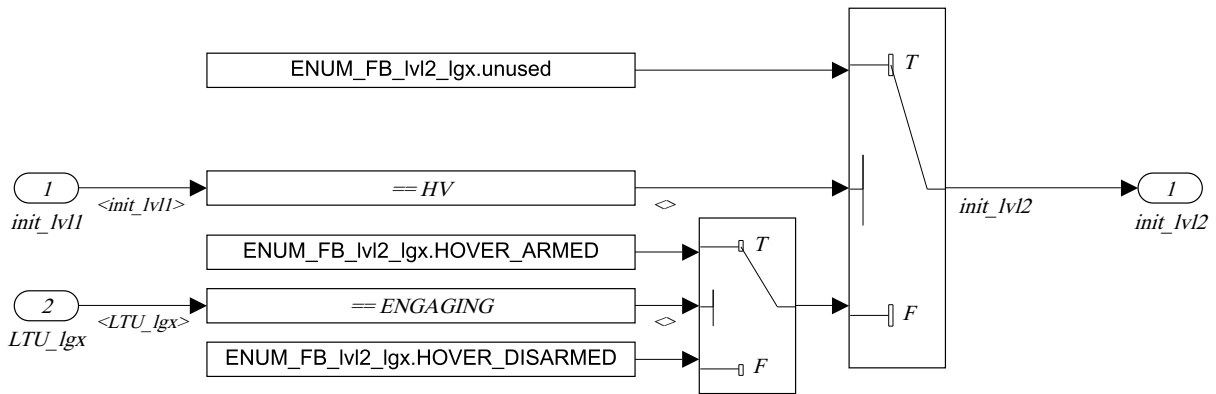 ENUM_FB_lvl2_lgx.unused
T
1
== HV
<init_lvl1>
<>
init_lvl1
init_lvl2
1
init_lvl2
ENUM_FB_lvl2_lgx.HOVER_ARMED
T
2
== ENGAGING
<LTU_lgx>
<>
LTU_lgx
F
ENUM_FB_lvl2_lgx.HOVER_DISARMED
F